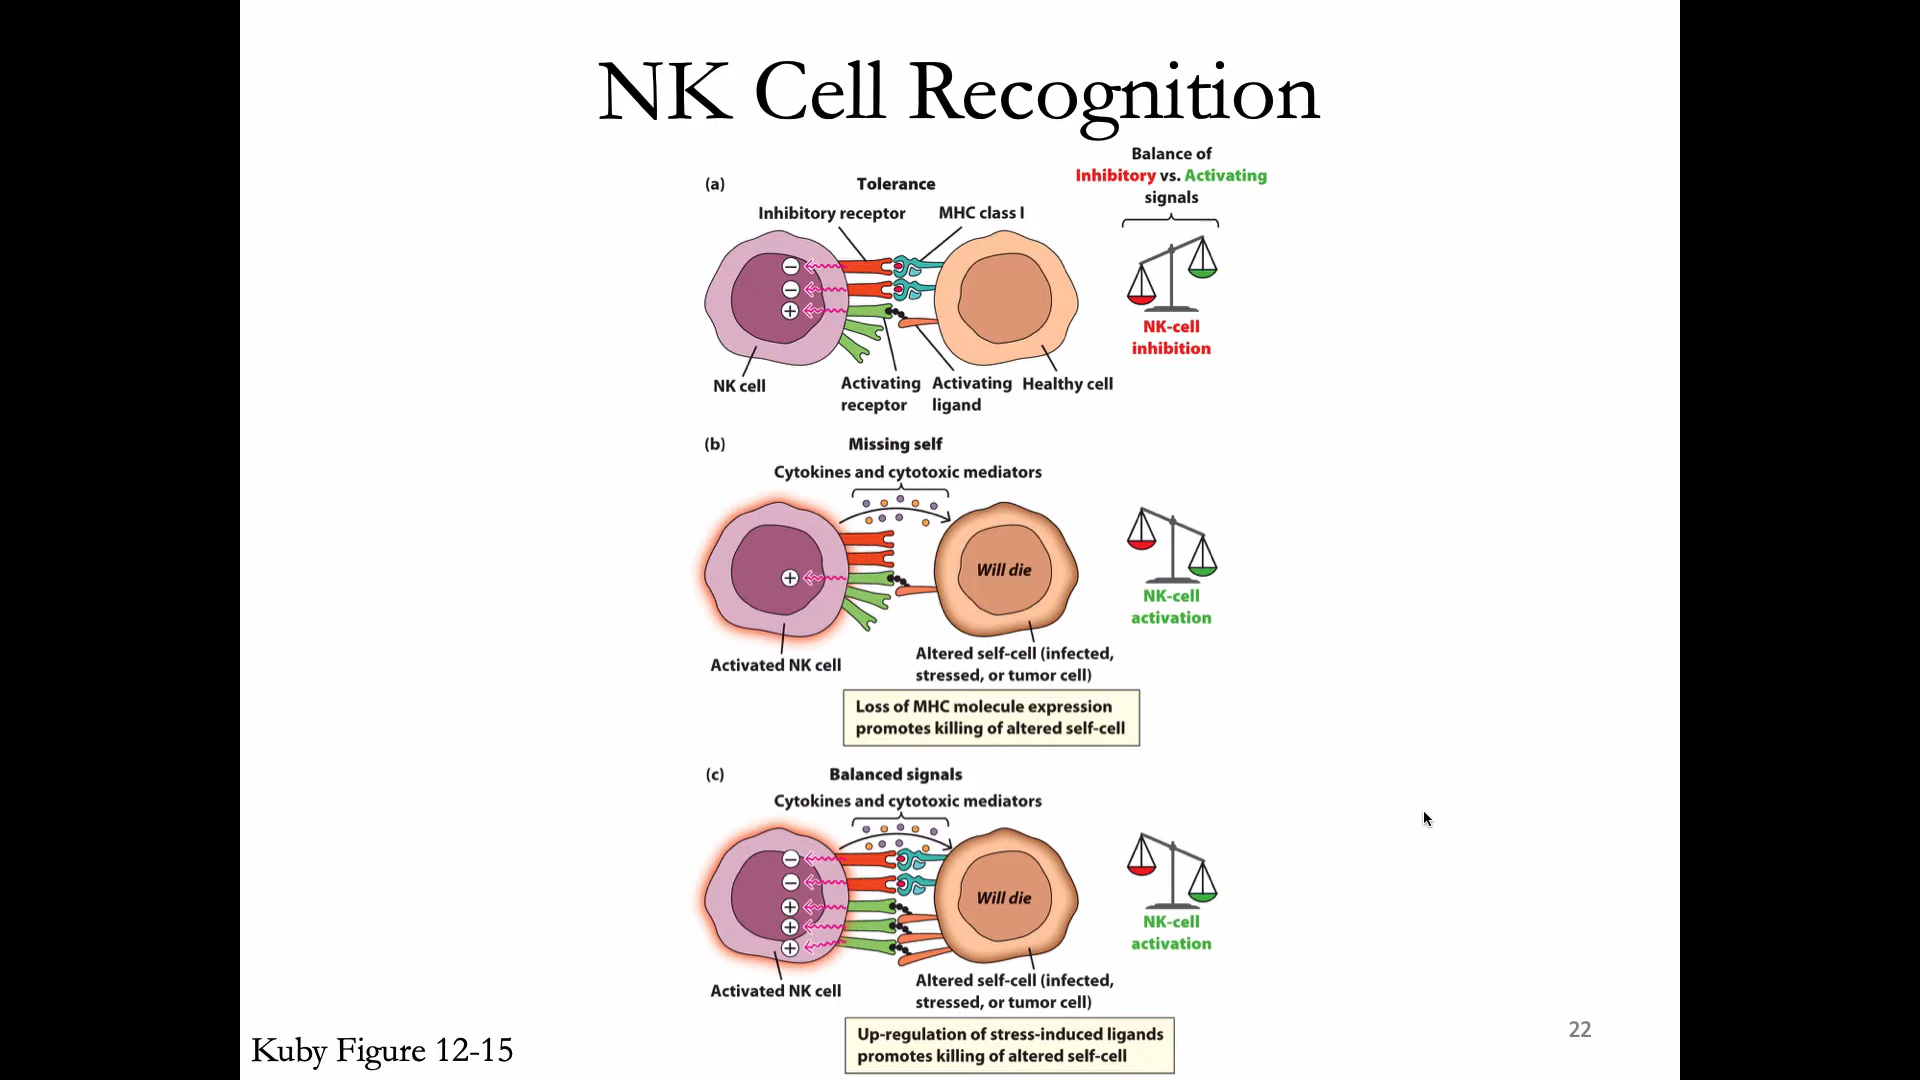 NK Cell Recognition
Balance of
Inhibitory vs. Activating
signals
(a)
Tolerance
Inhibitory receptor
MHC class I
−
−
+
NK-cell
inhibition
NK cell
Activating
receptor
Activating
ligand
Healthy cell
(b)
Missing self
Cytokines and cytotoxic mediators
+
Will die
NK-cell
activation
Activated NK cell
Altered self-cell (infected,
stressed, or tumor cell)
Loss of MHC molecule expression
promotes killing of altered self-cell
(c)
Balanced signals
Cytokines and cytotoxic mediators
−
−
+
+
+
Will die
NK-cell
activation
Activated NK cell
Altered self-cell (infected,
stressed, or tumor cell)
Up-regulation of stress-induced ligands
promotes killing of altered self-cell
Kuby Figure 12-15
22